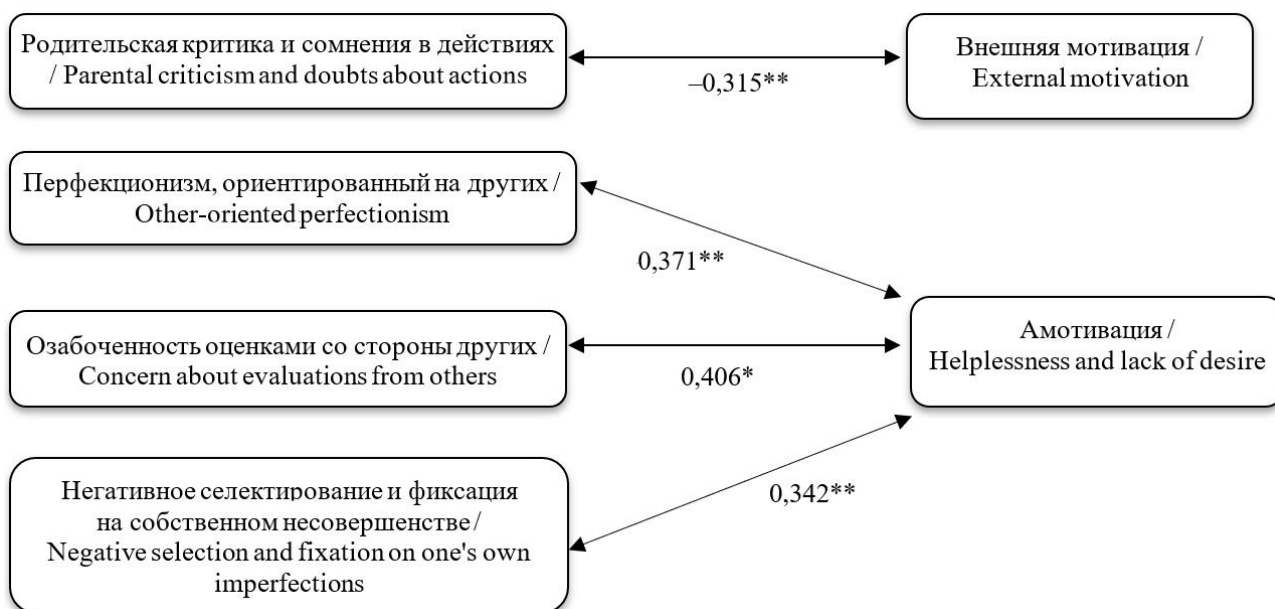 Родительская критика и сомнения в действиях
/ Parental criticism and doubts about actions
–0,315**
Внешняя мотивация /
External motivation
Перфекционизм, ориентированный на других /
Other-oriented perfectionism
0,371**
Озабоченность оценками со стороны других /
Concern about evaluations from others
0,406*
Амотивация /
Helplessness and lack of desire
Негативное селектирование и фиксация
на собственном несовершенстве /
Negative selection and fixation on one's own
imperfections
0,342**